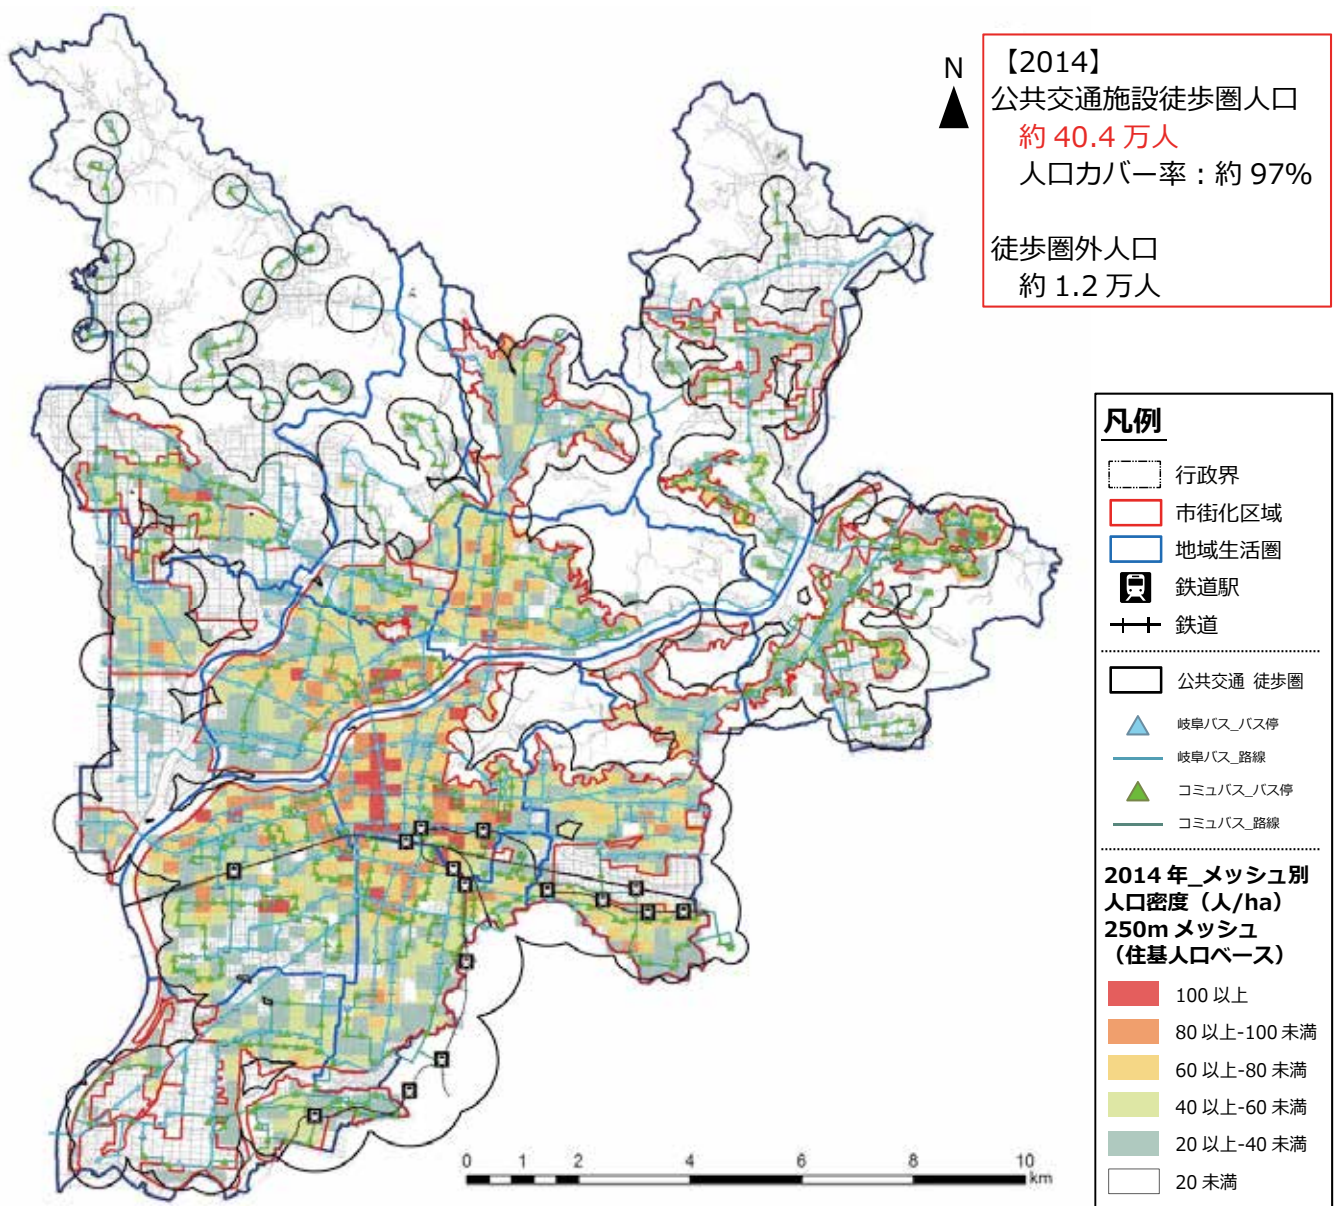 N
【2014】
公共交通施設徒歩圏人口
約 40.4 万人
人口カバー率：約 97%
徒歩圏外人口
約 1.2 万人
凡例
行政界
市街化区域
地域生活圏
鉄道駅
鉄道
公共交通 徒歩圏
岐阜バス_バス停
岐阜バス_路線
コミュバス_バス停
コミュバス_路線
2014 年_メッシュ別
人口密度（人/ha）
250m メッシュ
（住基人口ベース）
100 以上
80 以上-100 未満
60 以上-80 未満
40 以上-60 未満
20 以上-40 未満
20 未満
0 1 2 4 6 8 10
km